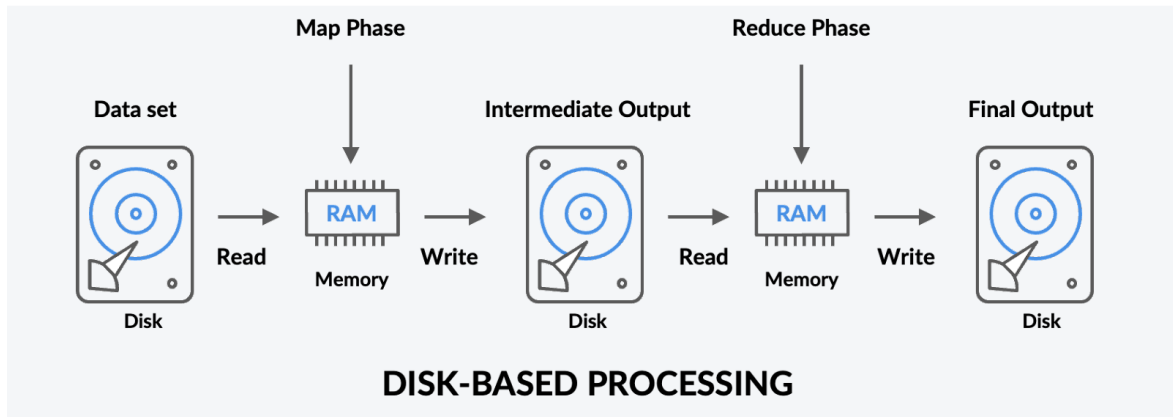 Map Phase
Reduce Phase
Data set
Intermediate Output
Final Output
RAM
RAM
Read
Write
Read
Write
Memory
Memory
Disk
Disk
Disk
DISK-BASED PROCESSING